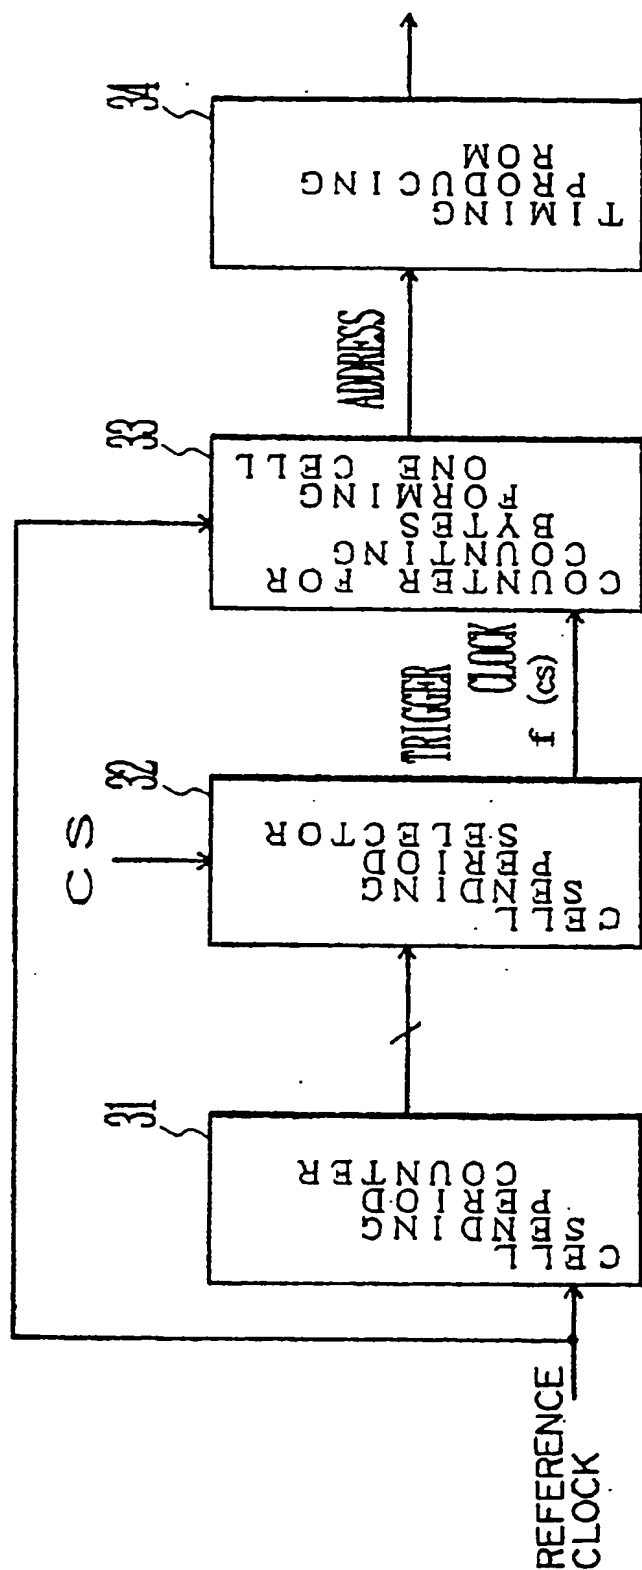 REFERENCE
CLOCK
31
CELL
SENDING
PERIOD
COUNTER
CS
32
CELL
SENDING
PERIOD
SELECTOR
TRIGGER
CLOCK
f (cs)
33
COUNTER FOR
COUNTING
BYTES
FORMING
ONE CELL
ADDRESS
34
TIMING
PRODUCING
ROM